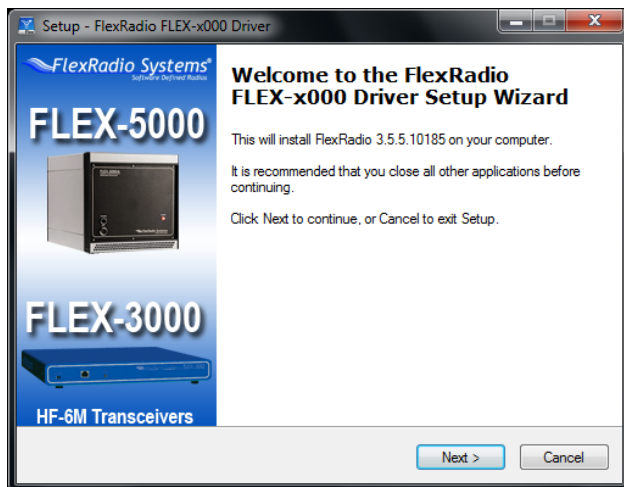 Setup - FlexRadio FLEX-x000 Driver
FlexRadio Systems®
Software Defined Radios
Welcome to the FlexRadio
FLEX-x000 Driver Setup Wizard
FLEX-5000
This will install FlexRadio 3.5.5.10185 on your computer.
It is recommended that you close all other applications before
continuing.
Click Next to continue, or Cancel to exit Setup.
FLEX-3000
HF-6M Transceivers
Next >
Cancel